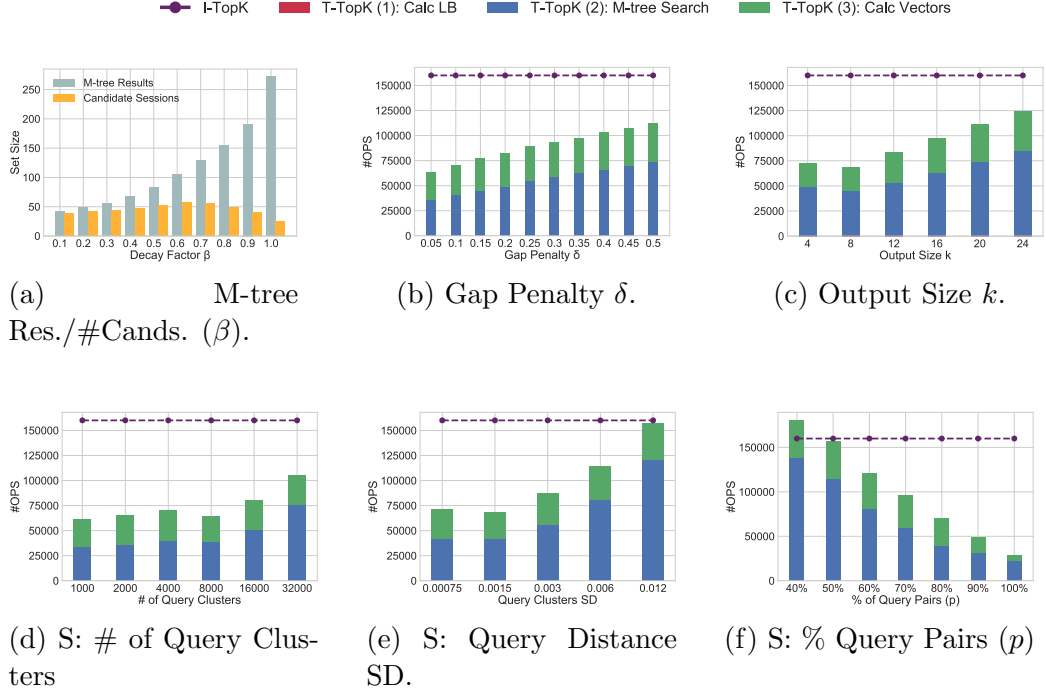 I-TopK T-TopK (1): Calc LB T-TopK (2): M-tree Search T-TopK (3): Calc Vectors
M-tree Results
Candidate Sessions
Set Size
250
200
150
100
50
0
0.1 0.2 0.3 0.4 0.5 0.6 0.7 0.8 0.9 1.0
Decay Factor β
(a) M-tree
Res./#Cands. (β).
#OPS
150000
125000
100000
75000
50000
25000
0
0.05 0.1 0.15 0.2 0.25 0.3 0.35 0.4 0.45 0.5
Gap Penalty δ
(b) Gap Penalty δ.
#OPS
150000
125000
100000
75000
50000
25000
0
4 8 12 16 20 24
Output Size k
(c) Output Size k.
#OPS
150000
125000
100000
75000
50000
25000
0
1000 2000 4000 8000 16000 32000
# of Query Clusters
(d) S: # of Query Clus-
ters
#OPS
150000
125000
100000
75000
50000
25000
0
0.00075 0.0015 0.003 0.006 0.012
Query Clusters SD
(e) S: Query Distance
SD.
#OPS
150000
100000
50000
0
40% 50% 60% 70% 80% 90% 100%
% of Query Pairs (p)
(f) S: % Query Pairs (p)